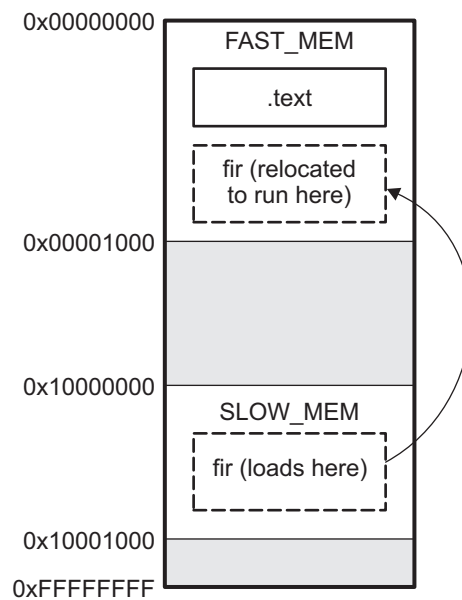 0x00000000
FAST_MEM
.text
fir (relocated
to run here)
0x00001000
0x10000000
SLOW_MEM
fir (loads here)
0x10001000
0xFFFFFFFF